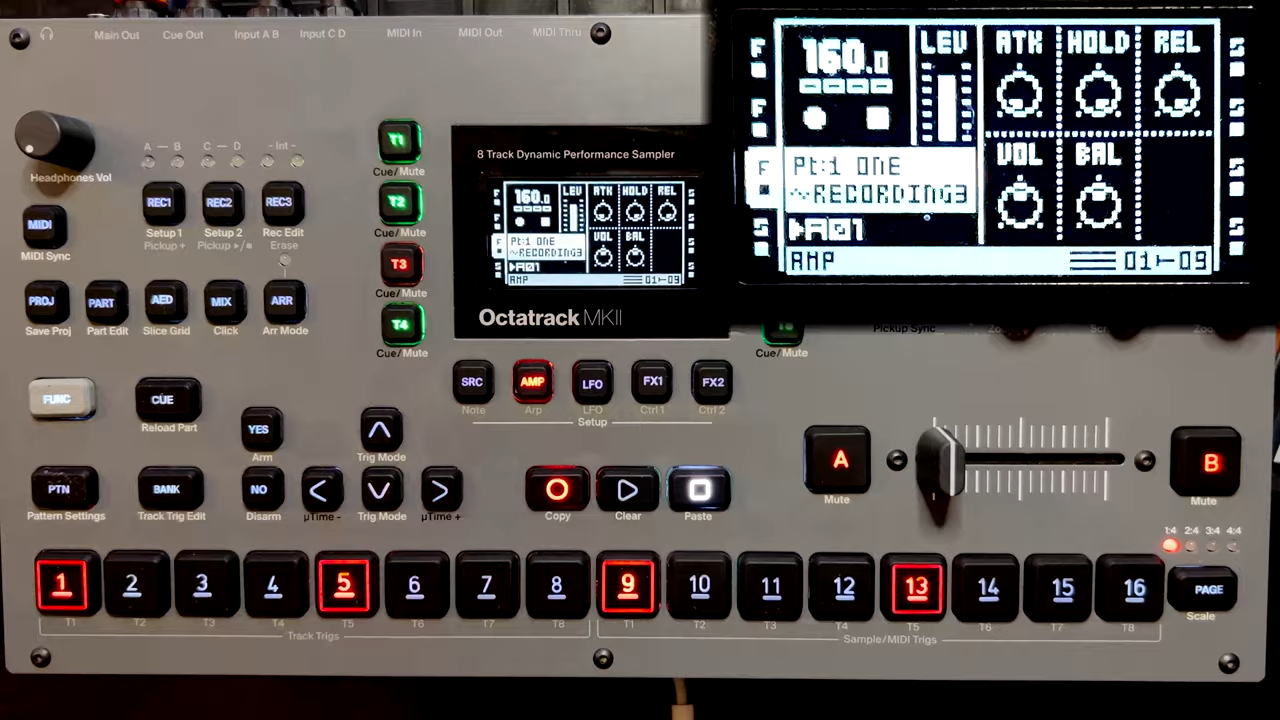 Main Out Cue Out Input A B Input C D MIDI In MIDI Out MIDI Thru
Headphones Vol
A — B C — D - Int -
MIDI
MIDI Sync
REC1 REC2 REC3
Setup 1 Setup 2 Rec Edit
Pickup + Pickup ▸/■ Erase
PROJ PART AED MIX ARR
Save Proj Part Edit Slice Grid Click Arr Mode
T1
Cue/Mute
T2
Cue/Mute
T3
Cue/Mute
T4
Cue/Mute
8 Track Dynamic Performance Sampler
160.0 LEV ATK HOLD REL
VOL BAL
Pt:1 ONE
~RECORDING3
A01
AMP 01 09
Octatrack MKII
F 160.0 LEV ATK HOLD REL S
F S
VOL BAL
F Pt:1 ONE S
~RECORDING3
S A01 S
AMP 01 09
Cue/Mute
Pickup Sync
FUNC CUE
Reload Part
YES
Arm Trig Mode
SRC AMP LFO FX1 FX2
Note Arp LFO Ctrl 1 Ctrl 2
Setup
PTN BANK NO
Pattern Settings Track Trig Edit Disarm µTime - Trig Mode µTime +
Copy Clear Paste
A B
Mute Mute
1:4 2:4 3:4 4:4
1 2 3 4 5 6 7 8 9 10 11 12 13 14 15 16 PAGE
T1 T2 T3 T4 T5 T6 T7 T8 T1 T2 T3 T4 T5 T6 T7 T8 Scale
Track Trigs Sample/MIDI Trigs